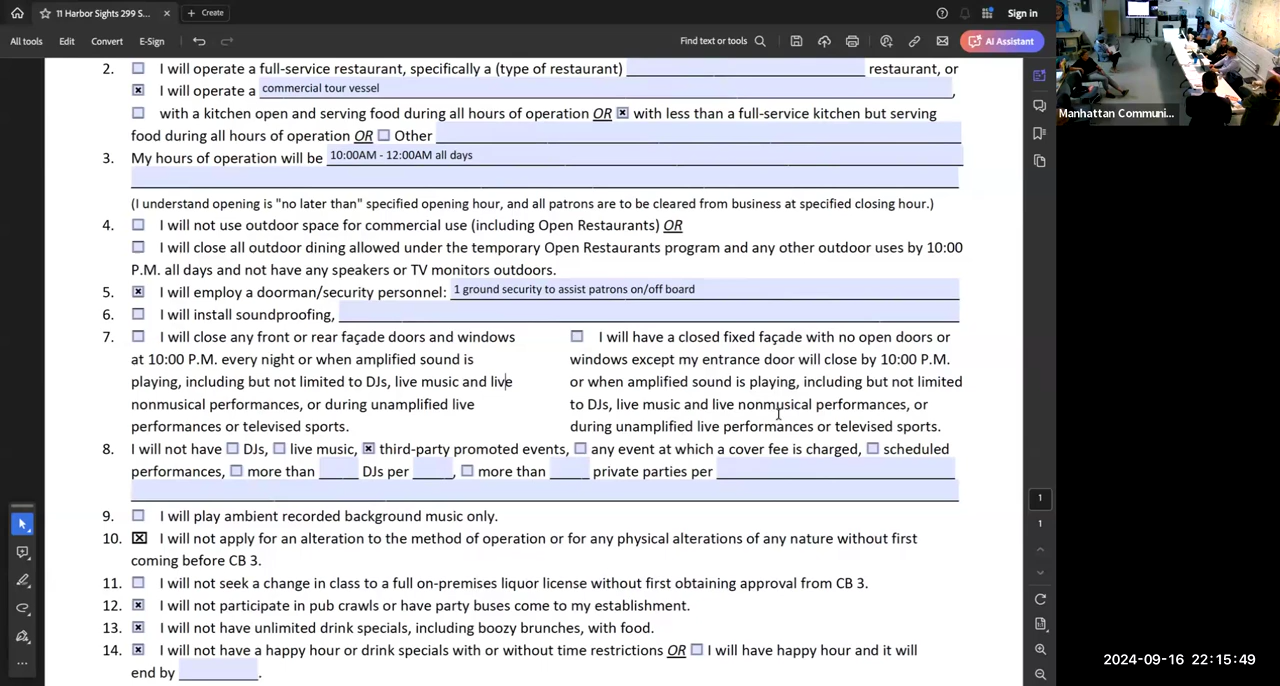 11 Harbor Sights 299 S...
Create
Sign in
All tools
Edit
Convert
E-Sign
Find text or tools
AI Assistant
2. I will operate a full-service restaurant, specifically a (type of restaurant) restaurant, or
I will operate a commercial tour vessel,
with a kitchen open and serving food during all hours of operation OR with less than a full-service kitchen but serving
food during all hours of operation OR Other
3. My hours of operation will be 10:00AM - 12:00AM all days
(I understand opening is "no later than" specified opening hour, and all patrons are to be cleared from business at specified closing hour.)
4. I will not use outdoor space for commercial use (including Open Restaurants) OR
I will close all outdoor dining allowed under the temporary Open Restaurants program and any other outdoor uses by 10:00
P.M. all days and not have any speakers or TV monitors outdoors.
5. I will employ a doorman/security personnel: 1 ground security to assist patrons on/off board
6. I will install soundproofing,
7. I will close any front or rear façade doors and windows
at 10:00 P.M. every night or when amplified sound is
playing, including but not limited to DJs, live music and live
nonmusical performances, or during unamplified live
performances or televised sports.
I will have a closed fixed façade with no open doors or
windows except my entrance door will close by 10:00 P.M.
or when amplified sound is playing, including but not limited
to DJs, live music and live nonmusical performances, or
during unamplified live performances or televised sports.
8. I will not have DJs, live music, third-party promoted events, any event at which a cover fee is charged, scheduled
performances, more than DJs per , more than private parties per
9. I will play ambient recorded background music only.
10. I will not apply for an alteration to the method of operation or for any physical alterations of any nature without first
coming before CB 3.
11. I will not seek a change in class to a full on-premises liquor license without first obtaining approval from CB 3.
12. I will not participate in pub crawls or have party buses come to my establishment.
13. I will not have unlimited drink specials, including boozy brunches, with food.
14. I will not have a happy hour or drink specials with or without time restrictions OR I will have happy hour and it will
end by .
1
1
Manhattan Communi...
2024-09-16 22:15:49